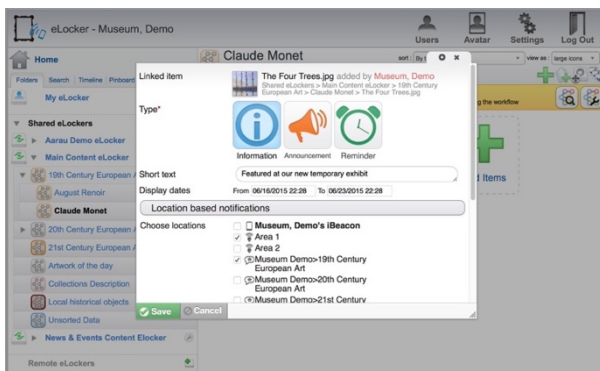 eLocker - Museum, Demo
Users
Avatar
Settings
Log Out
Home
Claude Monet
sort :
view as :
large icons
Folders
Search
Timeline
Pinboard
My eLocker
Shared eLockers
Aarau Demo eLocker
Main Content eLocker
19th Century European
August Renoir
Claude Monet
20th Century European
21st Century European
Artwork of the day
Collections Description
Local historical objects
Unsorted Data
News & Events Content Elocker
Remote eLockers
Linked item
The Four Trees.jpg added by Museum, Demo
Shared eLockers > Main Content eLocker > 19th Century
European Art > Claude Monet > The Four Trees.jpg
Type*
Information
Announcement
Reminder
Short text
Featured at our new temporary exhibit
Display dates
From 06/16/2015 22:28 To 06/23/2015 22:28
Location based notifications
Choose locations
Museum, Demo's iBeacon
Area 1
Area 2
Museum Demo>19th Century
European Art
Museum Demo>20th Century
European Art
Museum Demo>21st Century
Save
Cancel
the workflow
Items